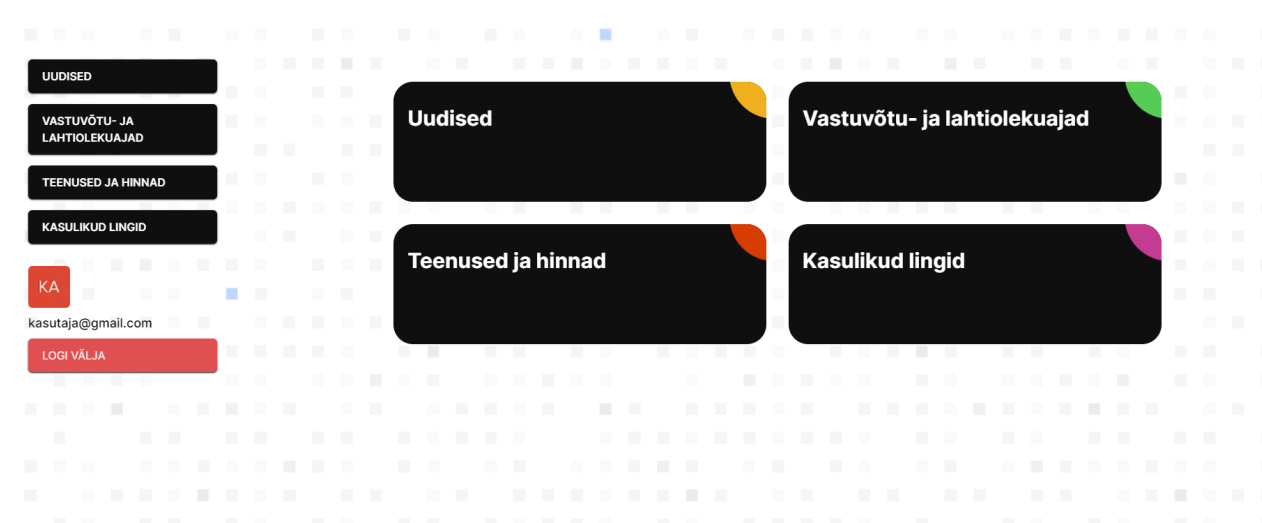 UUDISED
VASTUVÕTU- JA
LAHTIOLEKUAJAD
TEENUSED JA HINNAD
KASULIKUD LINGID
KA
kasutaja@gmail.com
LOGI VÄLJA
Uudised
Vastuvõtu- ja lahtiolekuajad
Teenused ja hinnad
Kasulikud lingid